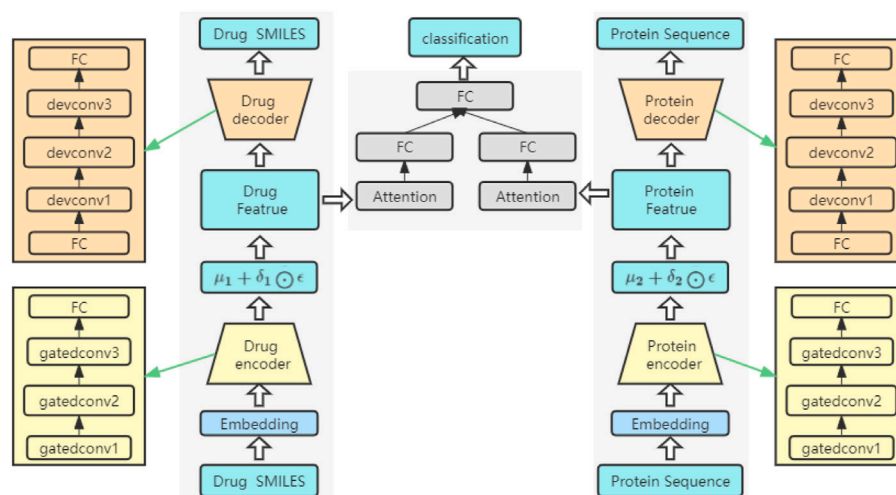 FC
devconv3
devconv2
devconv1
FC
FC
gatedconv3
gatedconv2
gatedconv1
Drug SMILES
Drug
decoder
Drug
Featrue
μ₁ + δ₁ ⊙ ϵ
Drug
encoder
Embedding
Drug SMILES
classification
FC
FC
FC
Attention
Attention
Protein Sequence
Protein
decoder
Protein
Featrue
μ₂ + δ₂ ⊙ ϵ
Protein
encoder
Embedding
Protein Sequence
FC
devconv3
devconv2
devconv1
FC
FC
gatedconv3
gatedconv2
gatedconv1